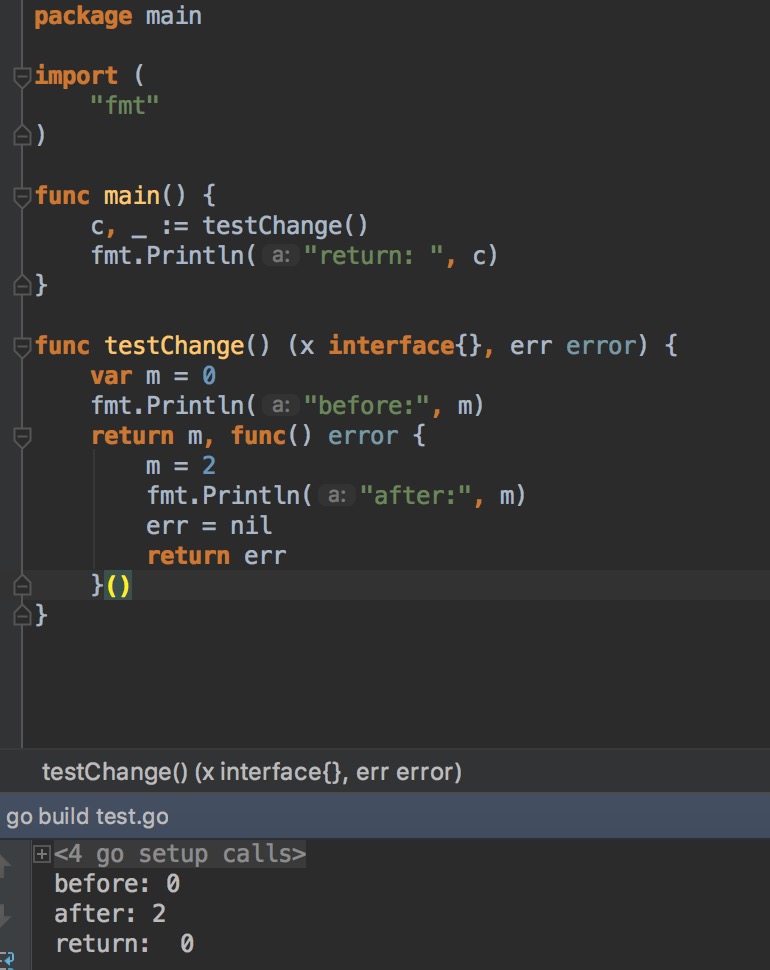 package main
import (
"fmt"
)
func main() {
c, _ := testChange()
fmt.Println( a: "return: ", c)
}
func testChange() (x interface{}, err error) {
var m = 0
fmt.Println( a: "before:", m)
return m, func() error {
m = 2
fmt.Println( a: "after:", m)
err = nil
return err
}()
}
testChange() (x interface{}, err error)
go build test.go
<4 go setup calls>
before: 0
after: 2
return:  0